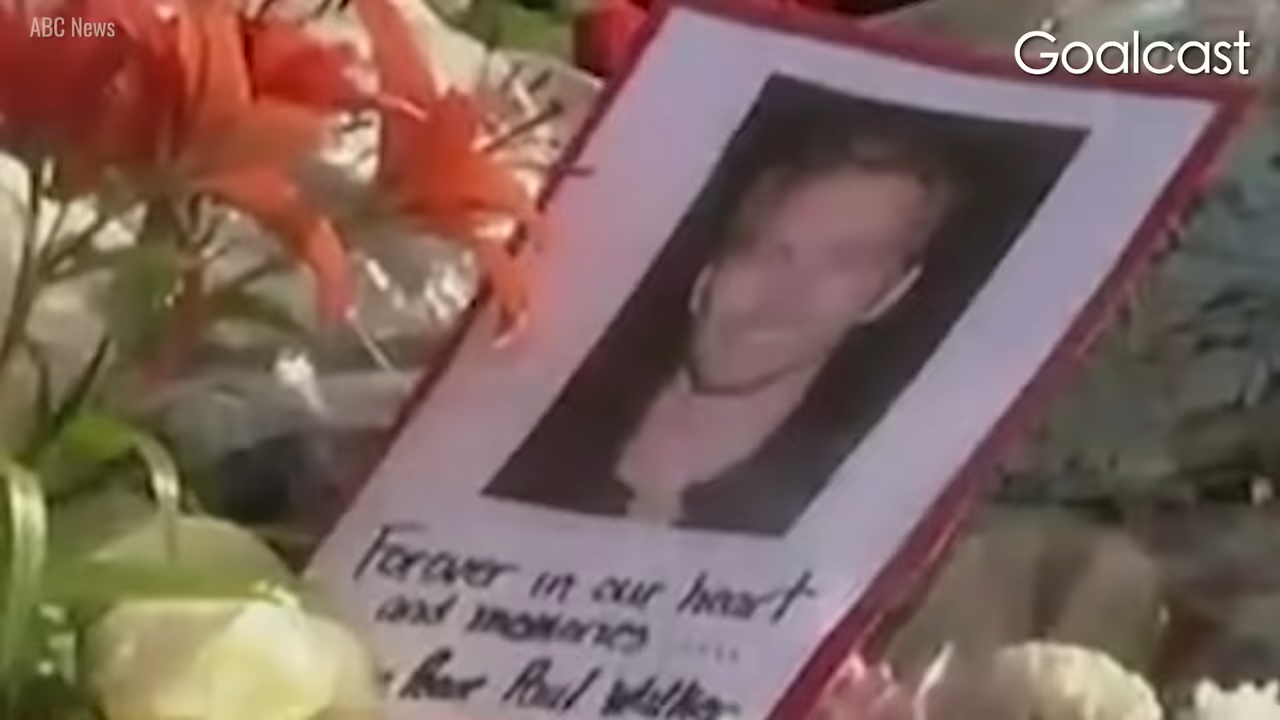 ABC News
Goalcast
Forever in our heart
and memories ....
Paul Walker